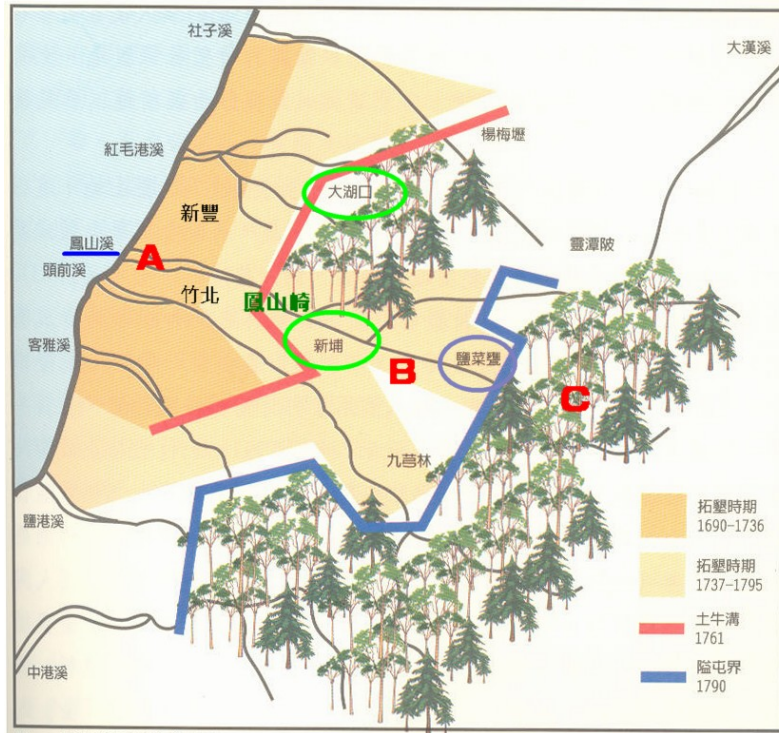 社子溪
大漢溪
楊梅壢
紅毛港溪
大湖口
新豐
鳳山溪
A
靈潭陂
頭前溪
竹北
鳳山崎
新埔
客雅溪
鹽菜甕
B
C
九芎林
鹽港溪
中港溪
拓墾時期
1690-1736
拓墾時期
1737-1795
土牛溝
1761
隘屯界
1790